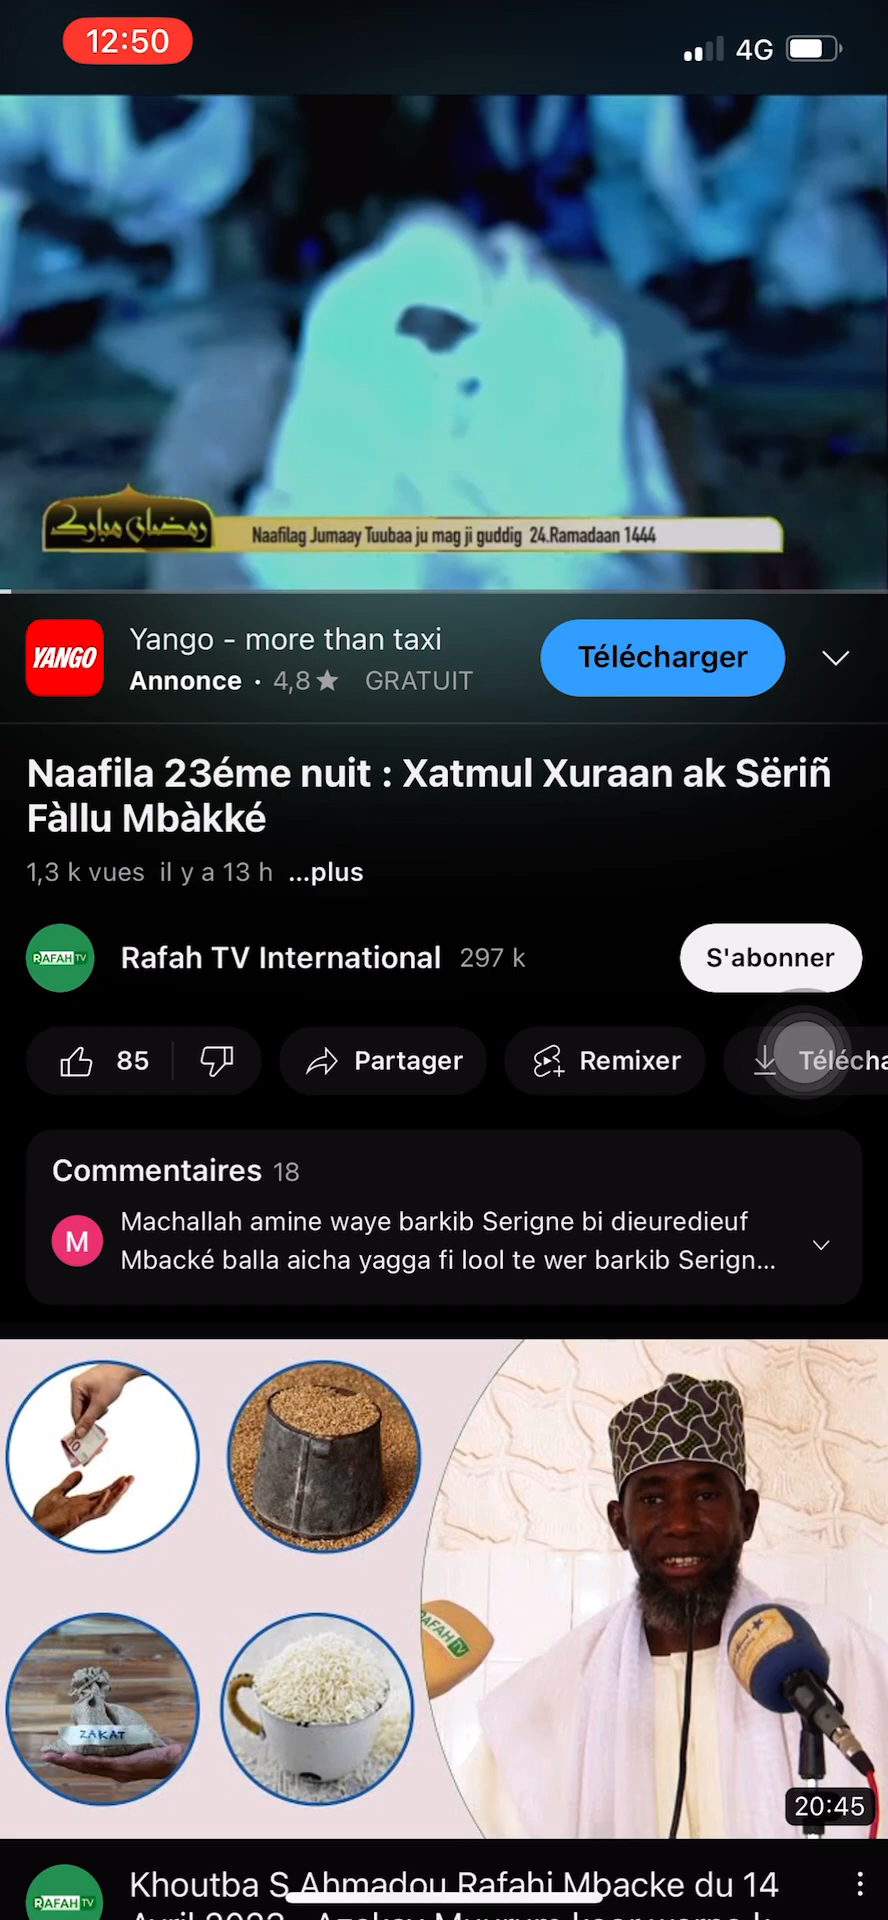 12:50
4G
رمضان مبارك
Naafilag Jumaay Tuubaa ju mag ji guddig 24.Ramadaan 1444
YANGO
Yango - more than taxi
Annonce · 4,8★ GRATUIT
Télécharger
Naafila 23éme nuit : Xatmul Xuraan ak Sëriñ
Fàllu Mbàkké
1,3 k vues il y a 13 h ...plus
RAFAH TV
Rafah TV International 297 k
S'abonner
85
Partager
Remixer
Télécha
Commentaires 18
M
Machallah amine waye barkib Serigne bi dieuredieuf
Mbacké balla aicha yagga fi lool te wer barkib Serign...
10
ZAKAT
RAFAH TV
20:45
RAFAH TV
Khoutba S Ahmadou Rafahi Mbacke du 14